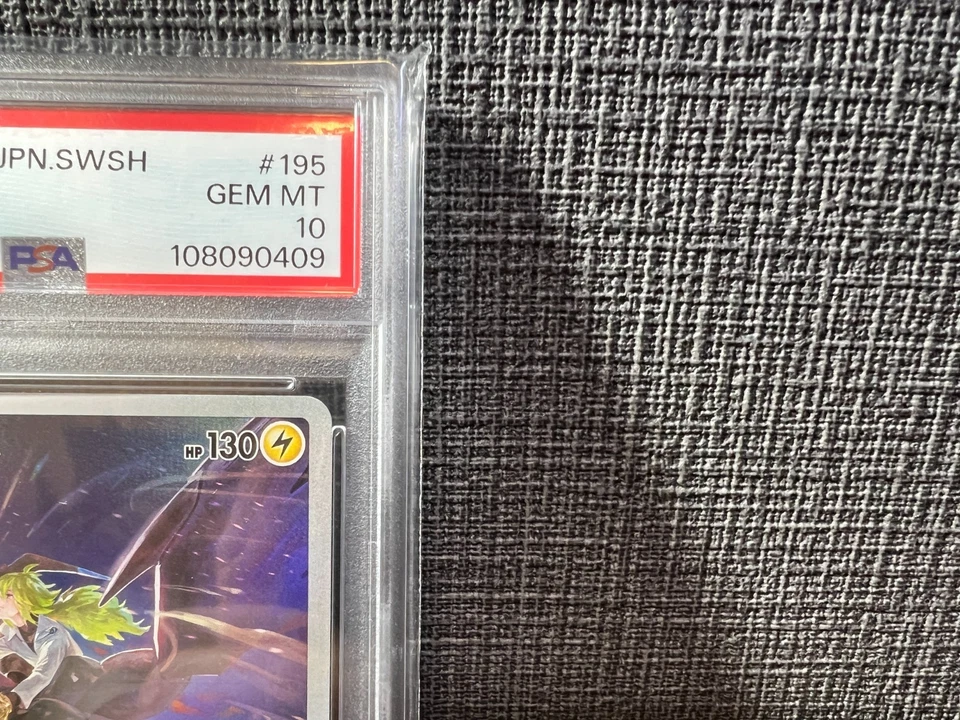 JPN.SWSH #195
GEM MT
10
PSA 108090409
HP 130